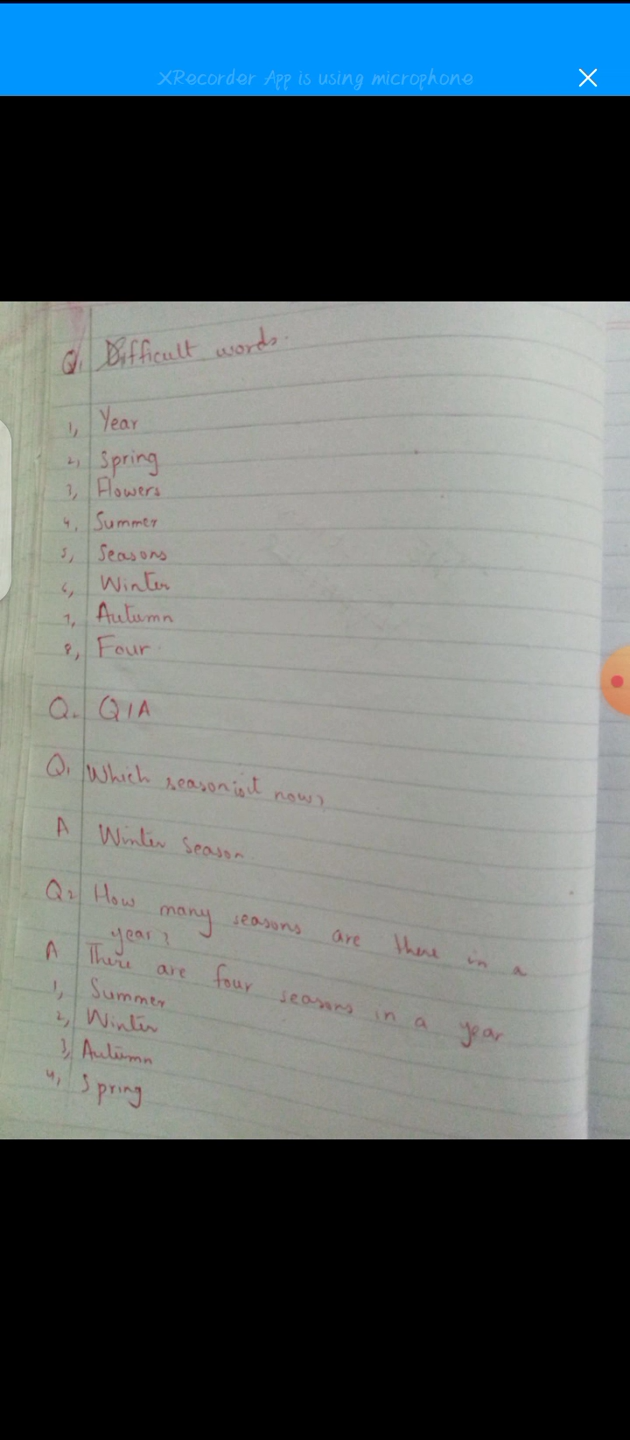 XRecorder App is using microphone
Q. Difficult words.
1, Year
2, Spring
3, Flowers
4, Summer
5, Seasons
6, Winter
7, Autumn
8, Four
Q. Q/A
Q1 Which season is it now?
A Winter season.
Q2 How many seasons are there in a
year?
A There are four seasons in a year
1, Summer
2, Winter
3, Autumn
4, Spring